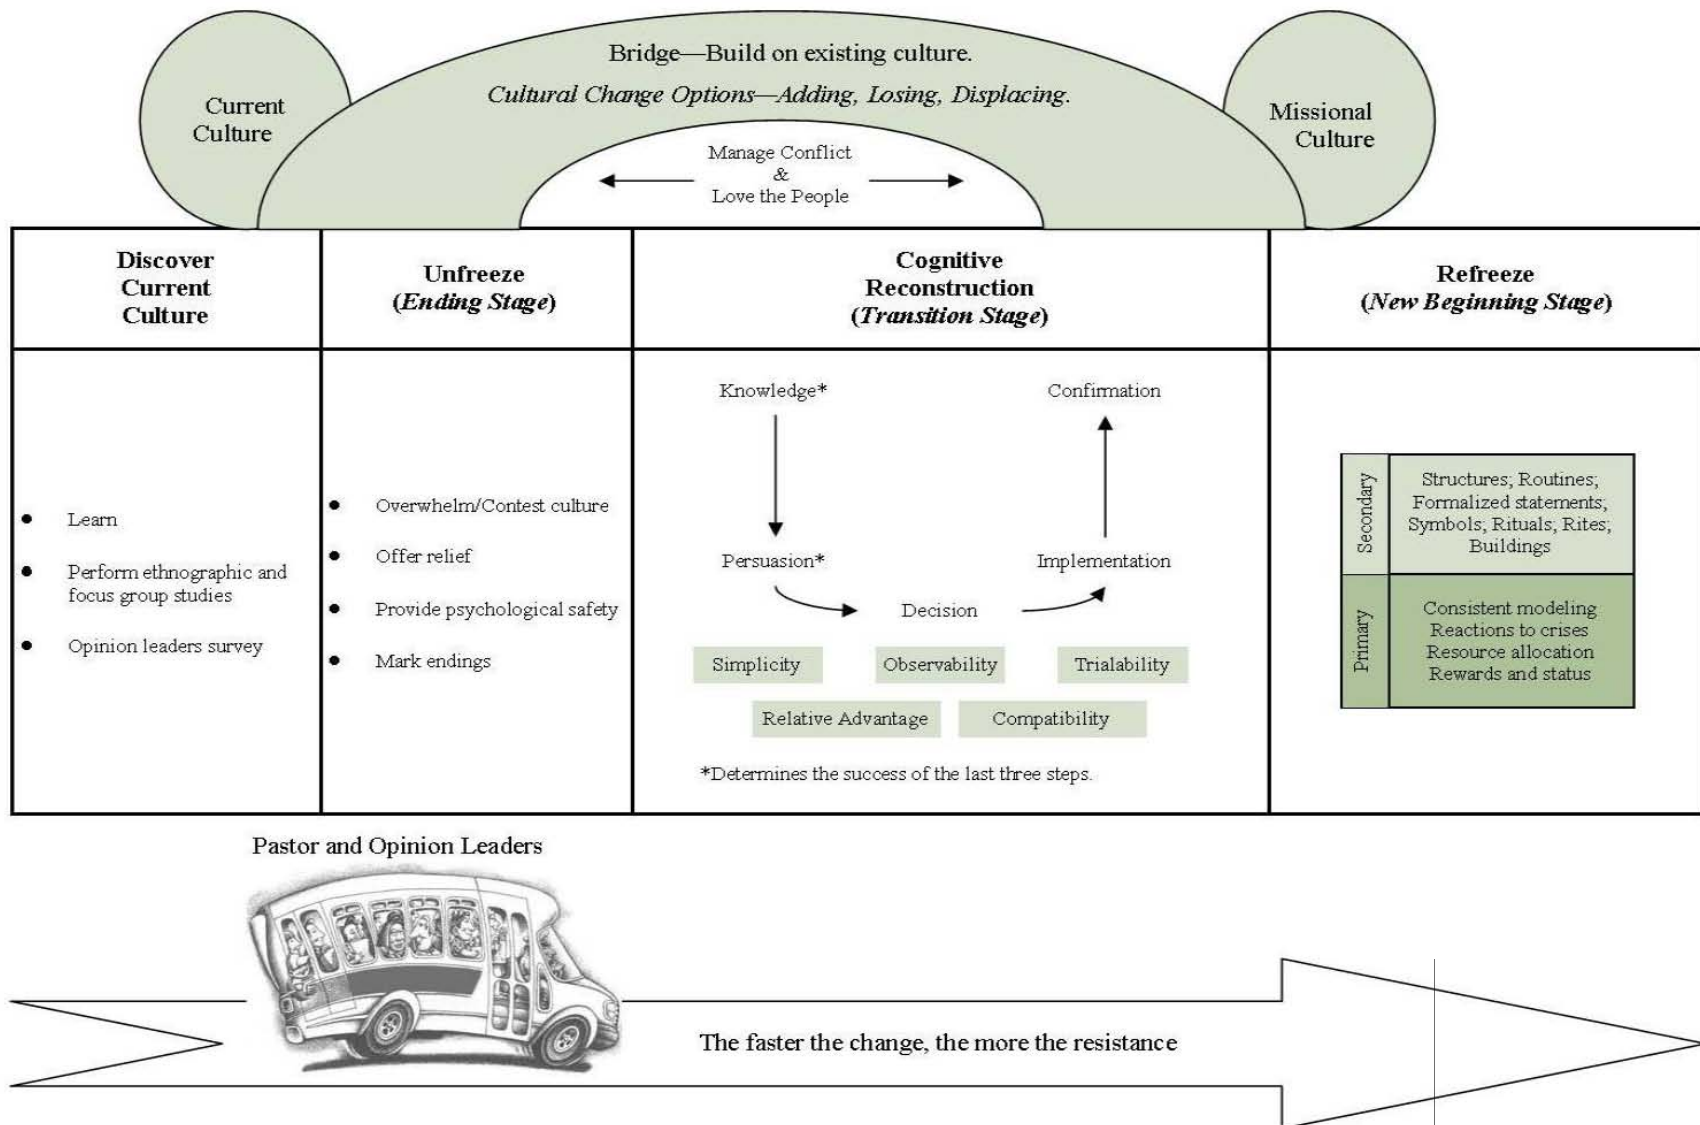 Bridge—Build on existing culture.
Cultural Change Options—Adding, Losing, Displacing.
Current
Culture
Missional
Culture
Manage Conflict
&
Love the People
Discover
Current
Culture
Unfreeze
(Ending Stage)
Cognitive
Reconstruction
(Transition Stage)
Refreeze
(New Beginning Stage)
● Learn
● Perform ethnographic and
focus group studies
● Opinion leaders survey
● Overwhelm/Contest culture
● Offer relief
● Provide psychological safety
● Mark endings
Knowledge*
Confirmation
Persuasion*
Implementation
Decision
Simplicity
Observability
Trialability
Relative Advantage
Compatibility
*Determines the success of the last three steps.
Secondary
Structures; Routines;
Formalized statements;
Symbols; Rituals; Rites;
Buildings
Primary
Consistent modeling
Reactions to crises
Resource allocation
Rewards and status
Pastor and Opinion Leaders
The faster the change, the more the resistance